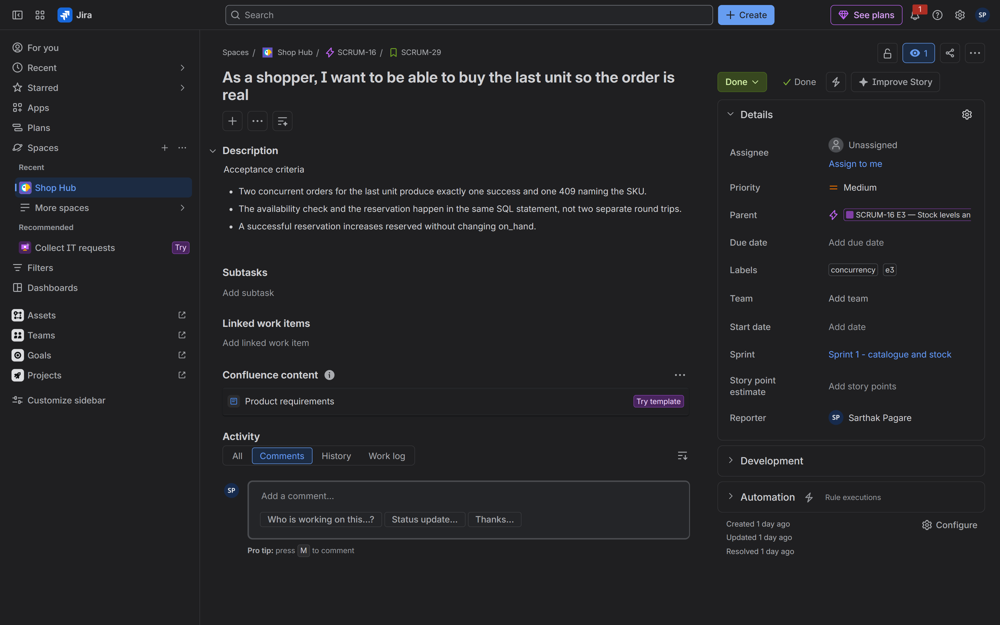 Jira
Search
Create
See plans
1
SP
For you
Recent
Starred
Apps
Plans
Spaces
Recent
Shop Hub
More spaces
Recommended
Collect IT requests
Try
Filters
Dashboards
Assets
Teams
Goals
Projects
Customize sidebar
Spaces / Shop Hub / SCRUM-16 / SCRUM-29
1
As a shopper, I want to be able to buy the last unit so the order is
real
Description
Acceptance criteria
Two concurrent orders for the last unit produce exactly one success and one 409 naming the SKU.
The availability check and the reservation happen in the same SQL statement, not two separate round trips.
A successful reservation increases reserved without changing on_hand.
Subtasks
Add subtask
Linked work items
Add linked work item
Confluence content
Product requirements
Try template
Activity
All Comments History Work log
SP
Add a comment...
Who is working on this...? Status update... Thanks...
Pro tip: press M to comment
Done
Done
Improve Story
Details
Assignee
Unassigned
Assign to me
Priority
Medium
Parent
SCRUM-16 E3 — Stock levels an
Due date
Add due date
Labels
concurrency e3
Team
Add team
Start date
Add date
Sprint
Sprint 1 - catalogue and stock
Story point
estimate
Add story points
Reporter
SP Sarthak Pagare
Development
Automation
Rule executions
Created 1 day ago
Updated 1 day ago
Resolved 1 day ago
Configure